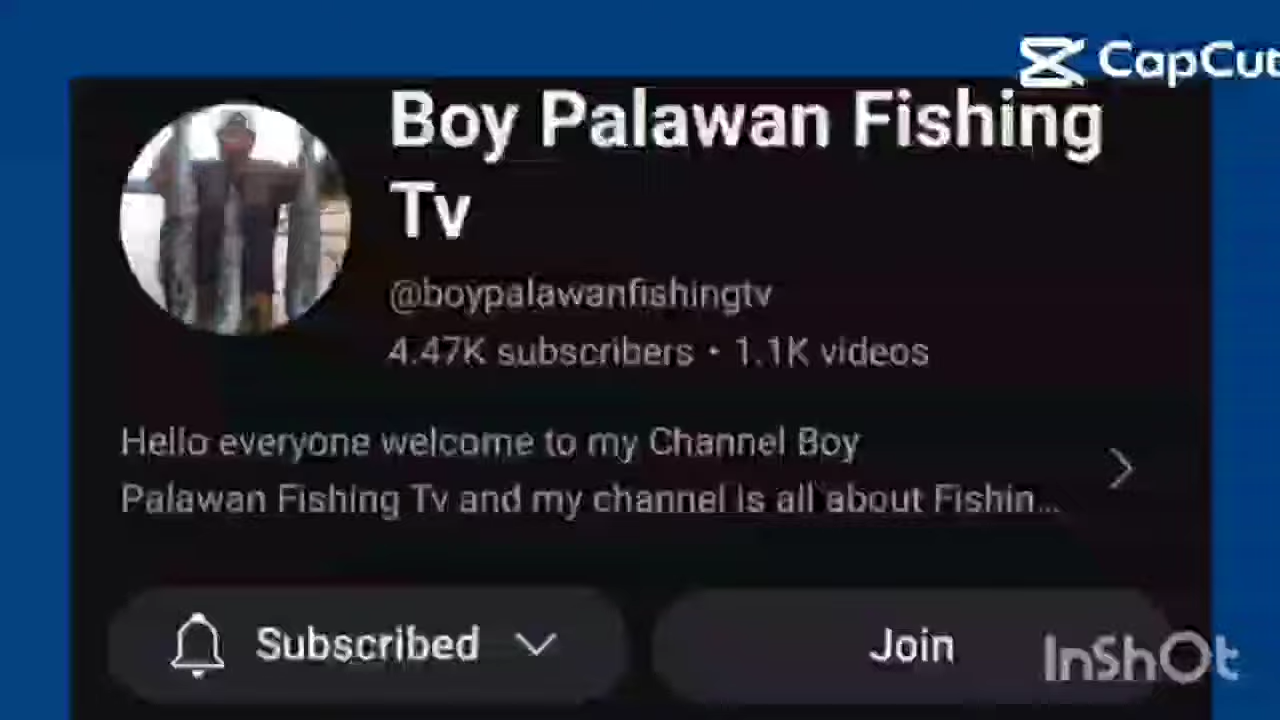 CapCut
Boy Palawan Fishing
Tv
@boypalawanfishingtv
4.47K subscribers • 1.1K videos
Hello everyone welcome to my Channel Boy
Palawan Fishing Tv and my channel is all about Fishin...
Subscribed
Join
InShOt